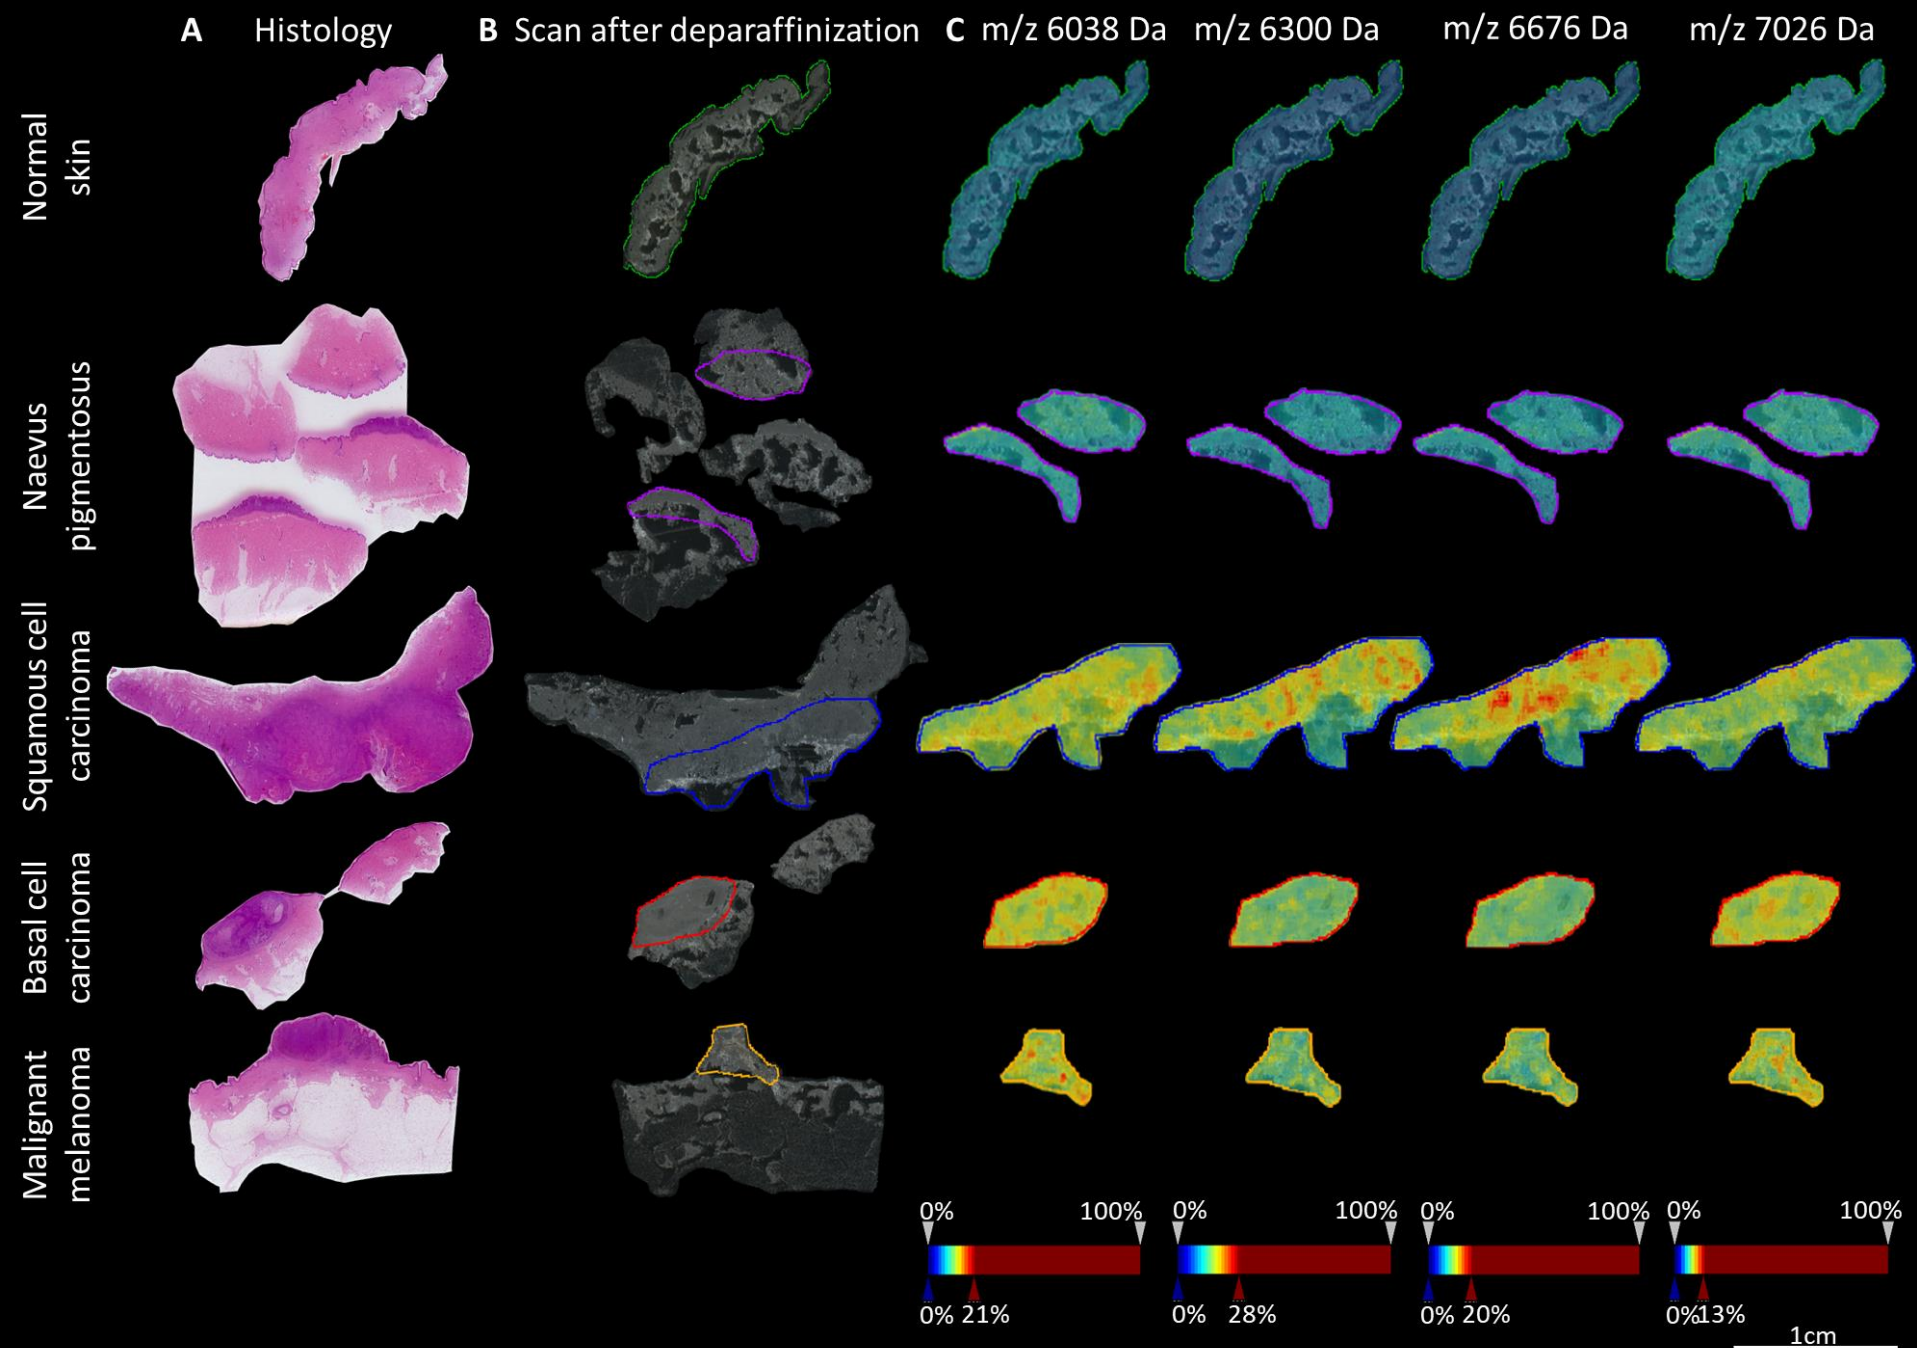 A Histology B Scan after deparaffinization C m/z 6038 Da m/z 6300 Da m/z 6676 Da m/z 7026 Da
Normal
skin
Naevus
pigmentosus
Squamous cell
carcinoma
Basal cell
carcinoma
Malignant
melanoma
0% 100% 0% 100% 0% 100% 0% 100%
0% 21% 0% 28% 0% 20% 0% 13%
1cm